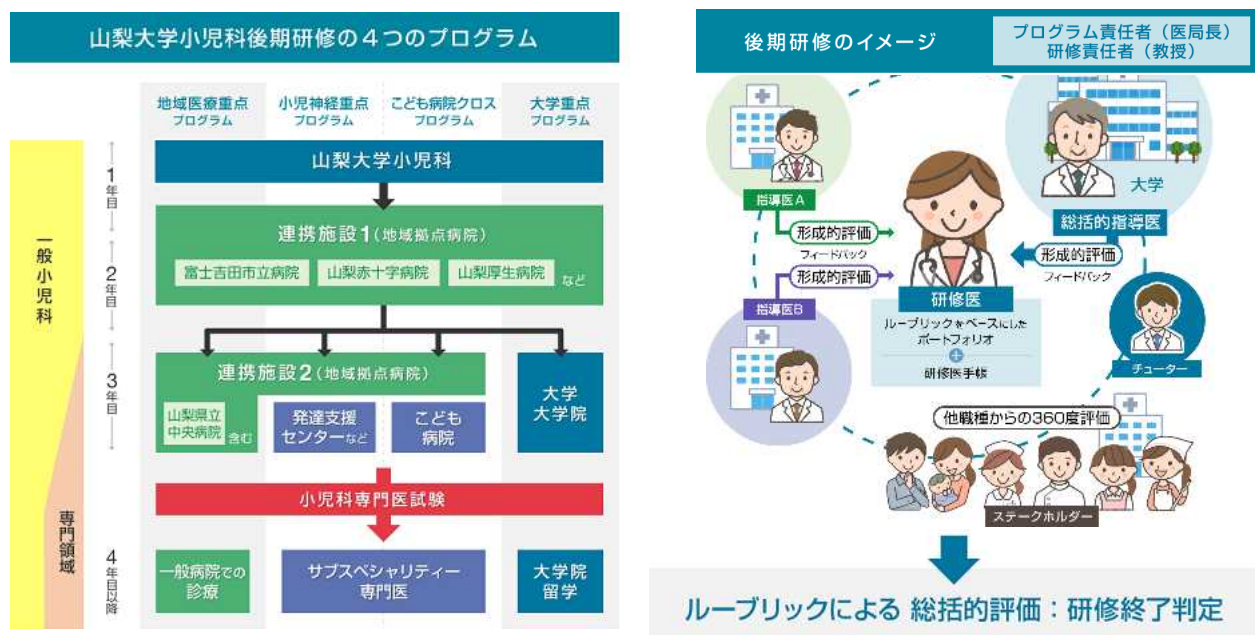 山梨大学小児科後期研修の4つのプログラム
地域医療重点
プログラム
小児神経重点
プログラム
こども病院クロス
プログラム
大学重点
プログラム
一般小児科
専門領域
1年目
2年目
3年目
4年目以降
山梨大学小児科
連携施設1(地域拠点病院)
富士吉田市立病院
山梨赤十字病院
山梨厚生病院
など
連携施設2(地域拠点病院)
山梨県立
中央病院
含む
発達支援
センターなど
こども
病院
大学
大学院
小児科専門医試験
一般病院での
診療
サブスペシャリティー
専門医
大学院
留学
後期研修のイメージ
プログラム責任者(医局長)
研修責任者(教授)
指導医A
形成的評価
フィードバック
形成的評価
指導医B
大学
総括的指導医
形成的評価
フィードバック
研修医
ルーブリックをベースにした
ポートフォリオ
+
研修医手帳
チューター
他職種からの360度評価
ステークホルダー
ルーブリックによる 総括的評価:研修終了判定